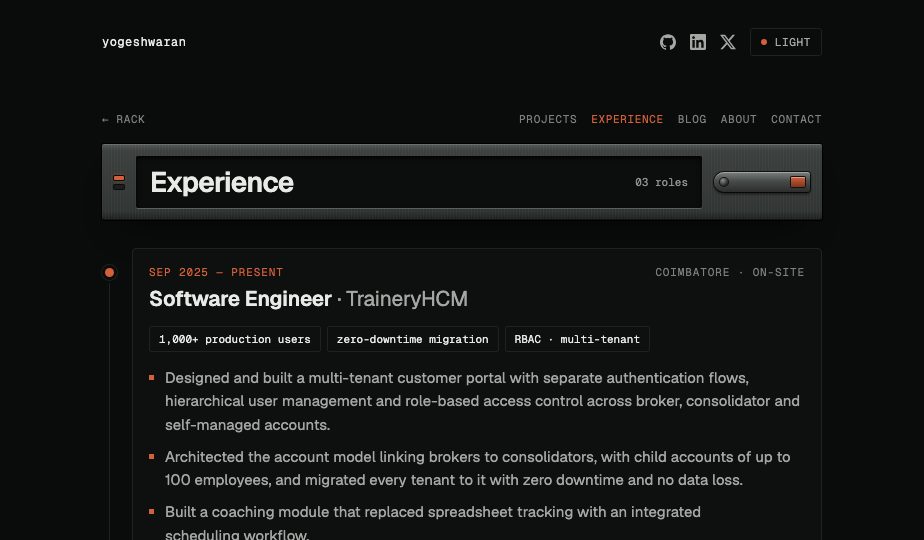 yogeshwaran
LIGHT
← RACK
PROJECTS EXPERIENCE BLOG ABOUT CONTACT
Experience
03 roles
SEP 2025 — PRESENT
COIMBATORE · ON-SITE
Software Engineer · TraineryHCM
1,000+ production users
zero-downtime migration
RBAC · multi-tenant
Designed and built a multi-tenant customer portal with separate authentication flows,
hierarchical user management and role-based access control across broker, consolidator and
self-managed accounts.
Architected the account model linking brokers to consolidators, with child accounts of up to
100 employees, and migrated every tenant to it with zero downtime and no data loss.
Built a coaching module that replaced spreadsheet tracking with an integrated
scheduling workflow.